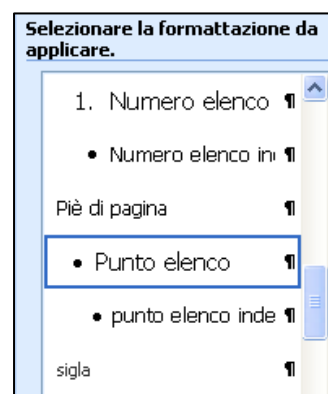 Selezionare la formattazione da
applicare.
1. Numero elenco ¶
• Numero elenco in ¶
Piè di pagina ¶
• Punto elenco ¶
• punto elenco inde ¶
sigla ¶